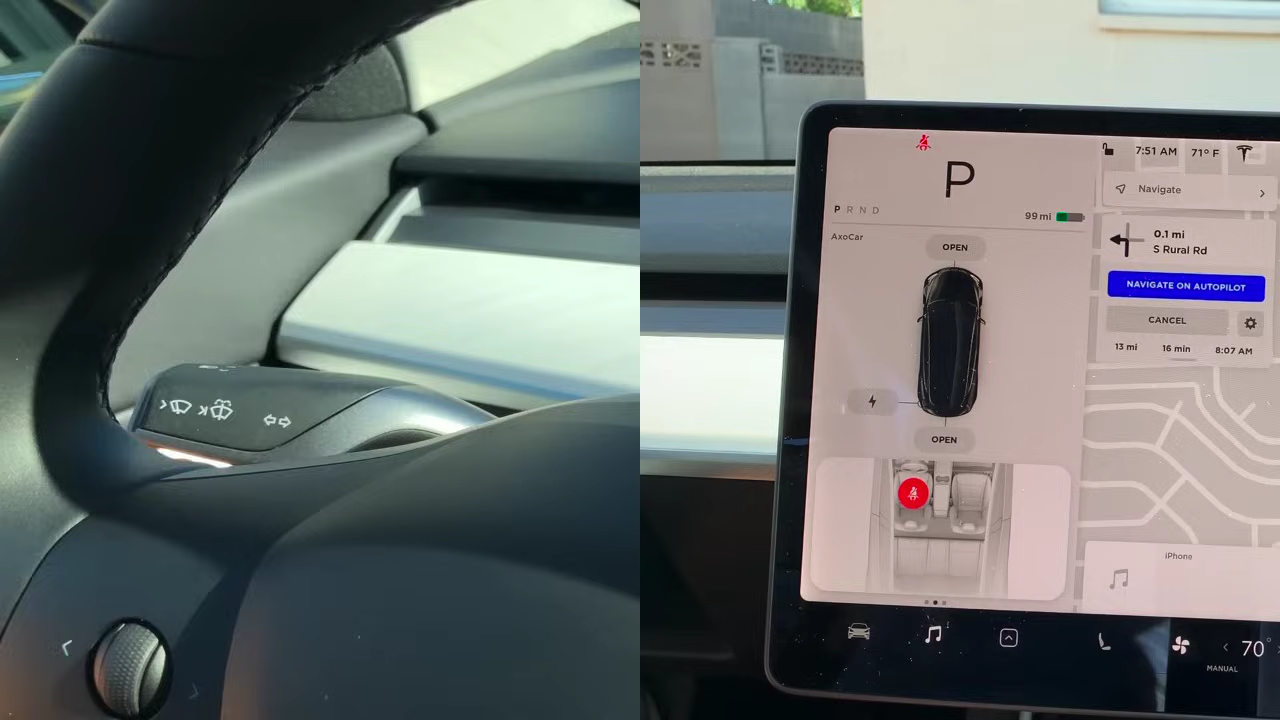 P
P R N D
99 mi
AxoCar
OPEN
OPEN
7:51 AM 71° F
Navigate
0.1 mi
S Rural Rd
NAVIGATE ON AUTOPILOT
CANCEL
13 mi 16 min 8:07 AM
iPhone
70°
MANUAL